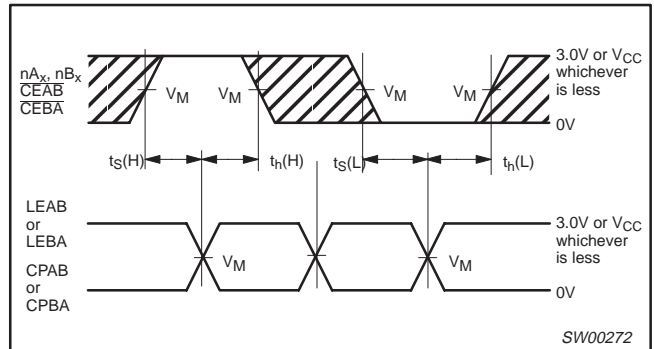 nAx, nBx
CEAB
CEBA
VM
VM
VM
VM
3.0V or VCC
whichever
is less
0V
tS(H)
th(H)
tS(L)
th(L)
LEAB
or
LEBA
CPAB
or
CPBA
VM
VM
3.0V or VCC
whichever
is less
0V
SW00272